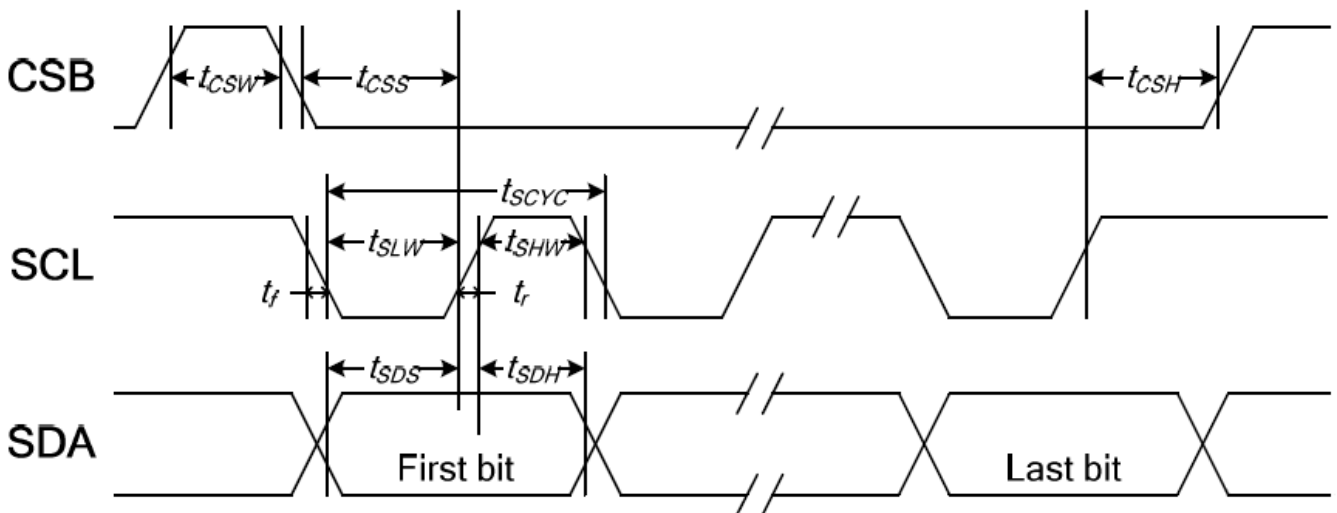 CSB
tCSW
tCSS
tCSH
tSCYC
SCL
tSLW
tSHW
tf
tr
tSDS
tSDH
SDA
First bit
Last bit